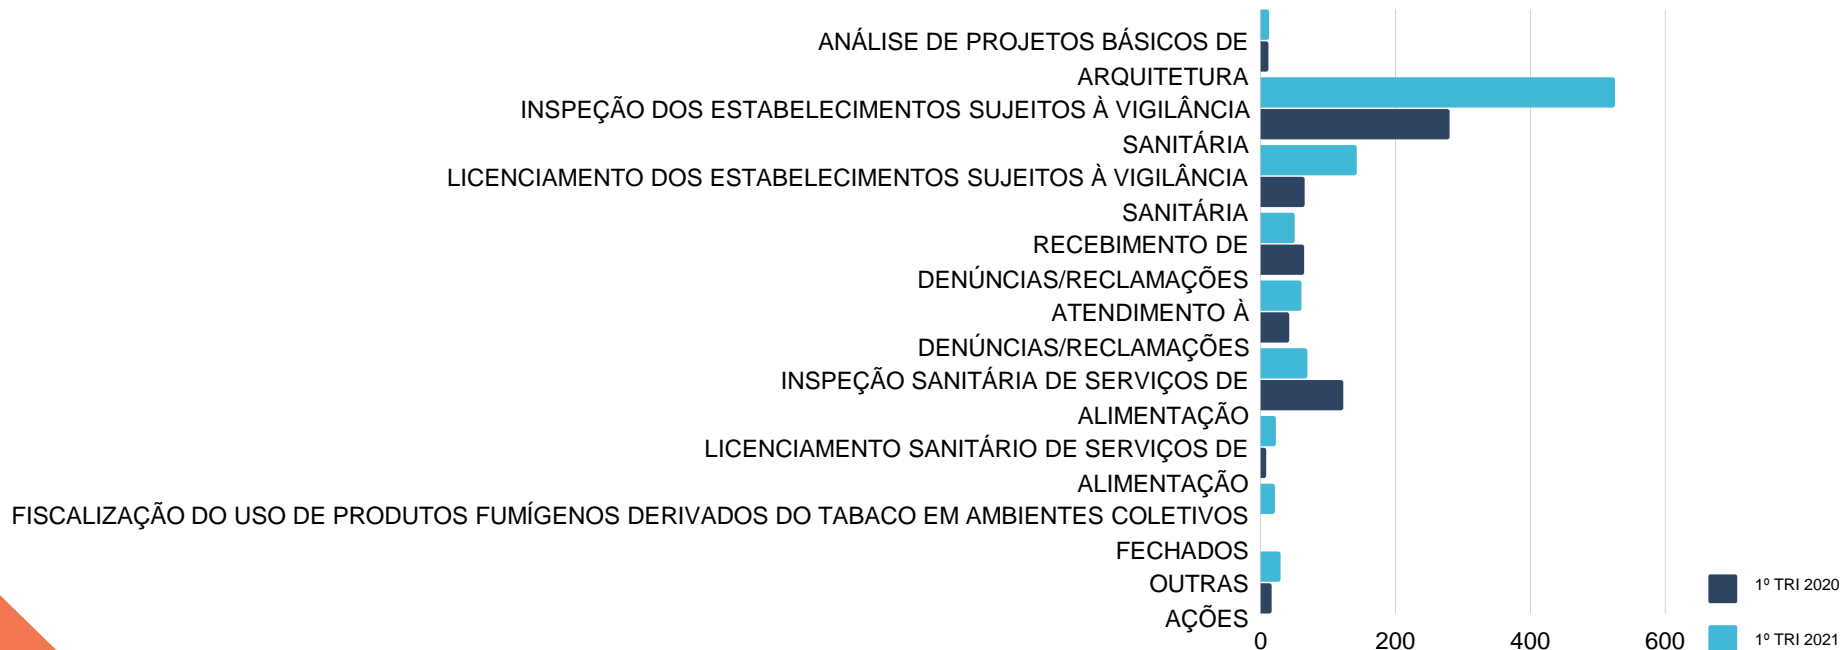 ANÁLISE DE PROJETOS BÁSICOS DE
ARQUITETURA
INSPEÇÃO DOS ESTABELECIMENTOS SUJEITOS À VIGILÂNCIA
SANITÁRIA
LICENCIAMENTO DOS ESTABELECIMENTOS SUJEITOS À VIGILÂNCIA
SANITÁRIA
RECEBIMENTO DE
DENÚNCIAS/RECLAMAÇÕES
ATENDIMENTO À
DENÚNCIAS/RECLAMAÇÕES
INSPEÇÃO SANITÁRIA DE SERVIÇOS DE
ALIMENTAÇÃO
LICENCIAMENTO SANITÁRIO DE SERVIÇOS DE
ALIMENTAÇÃO
FISCALIZAÇÃO DO USO DE PRODUTOS FUMÍGENOS DERIVADOS DO TABACO EM AMBIENTES COLETIVOS
FECHADOS
OUTRAS
AÇÕES
0 200 400 600
1º TRI 2020
1º TRI 2021